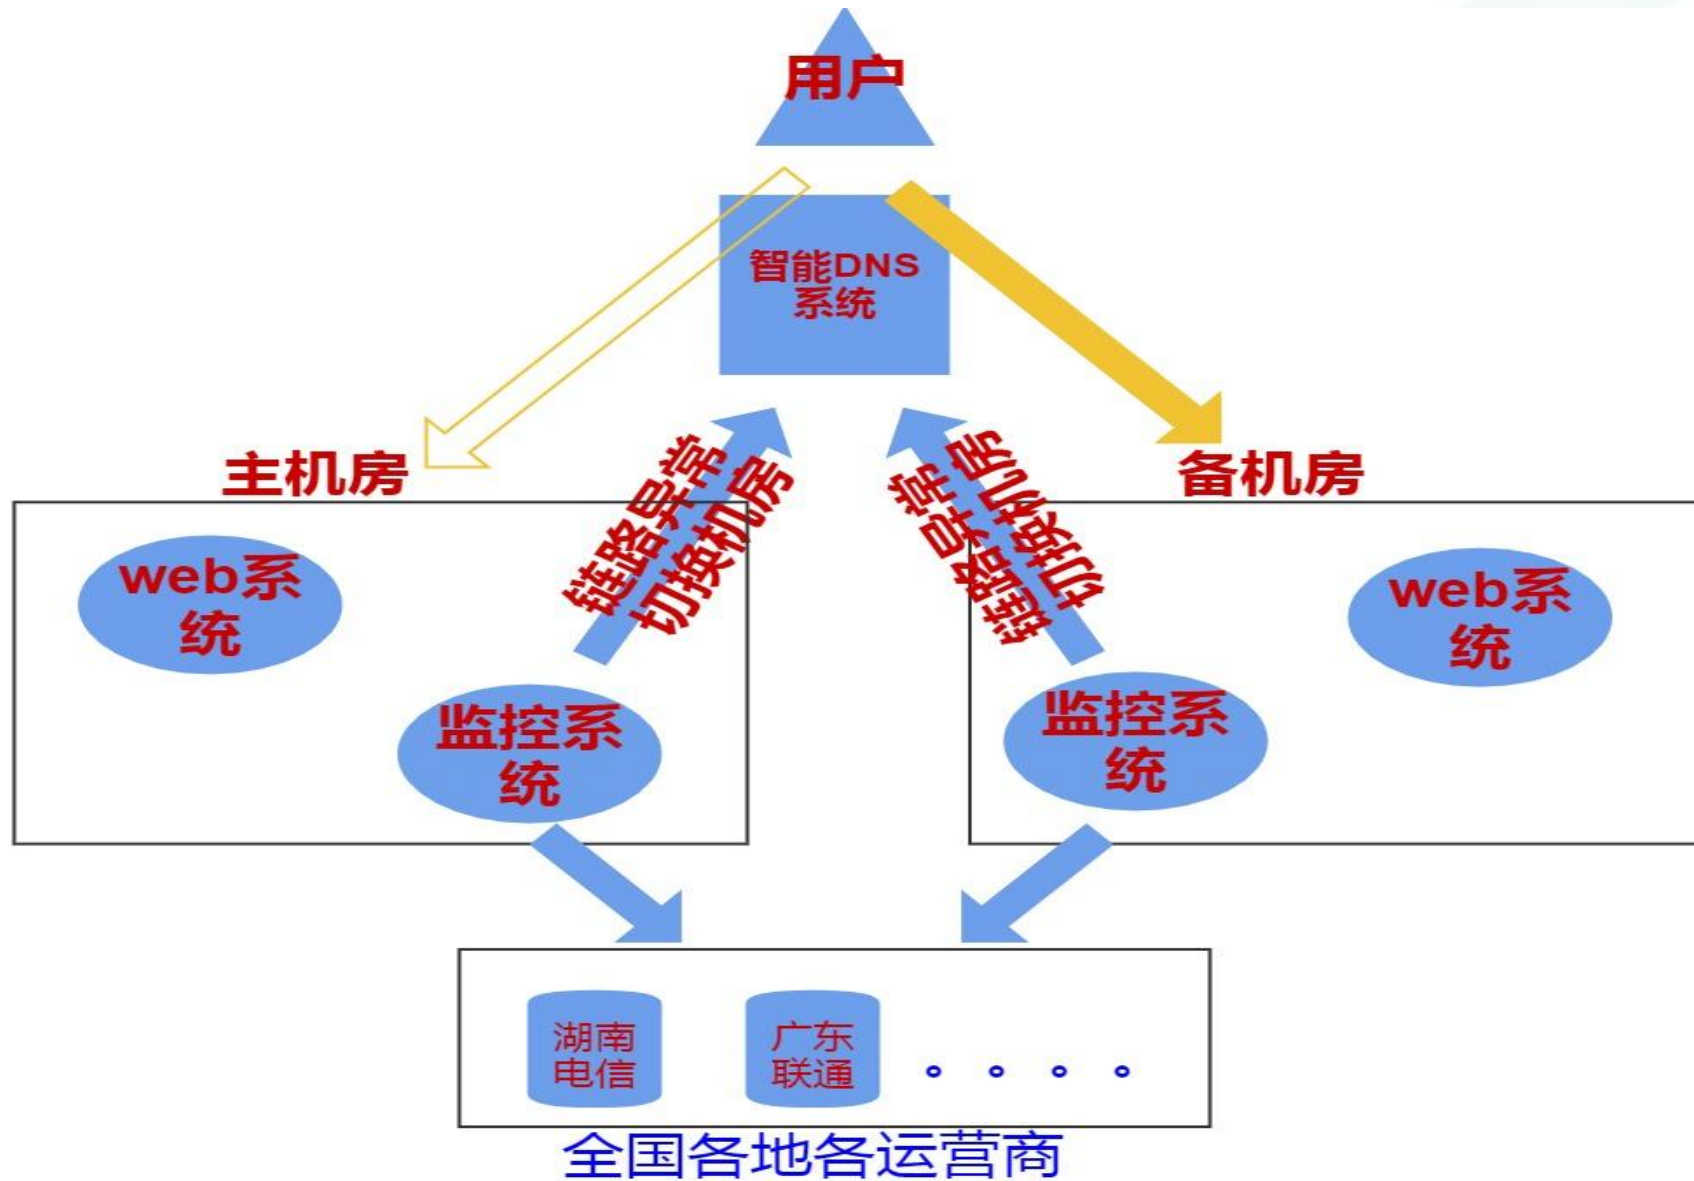 用户
智能DNS
系统
主机房
备机房
链路异常
切换机房
链路异常
切换机房
web系
统
监控系
统
监控系
统
web系
统
湖南
电信
广东
联通
。。。。
全国各地各运营商